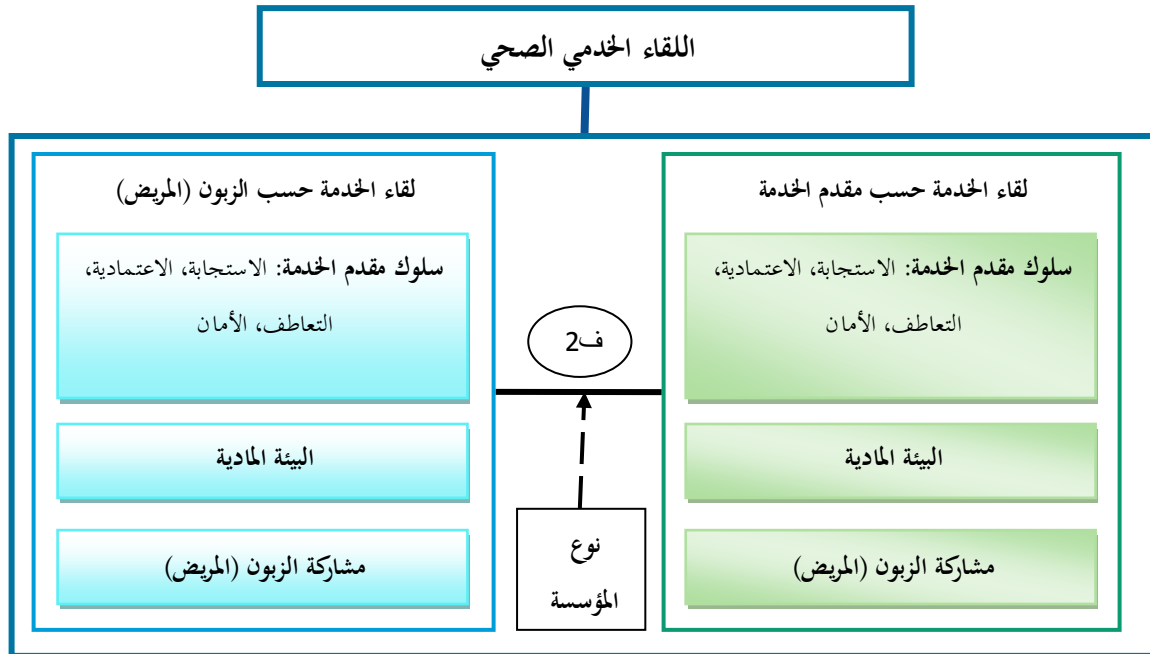 اللقاء الخدمي الصحي
لقاء الخدمة حسب مقدم الخدمة
سلوك مقدم الخدمة: الاستجابة، الاعتمادية،
التعاطف، الأمان
البيئة المادية
مشاركة الزبون (المريض)
ف2
نوع
المؤسسة
لقاء الخدمة حسب الزبون (المريض)
سلوك مقدم الخدمة: الاستجابة، الاعتمادية،
التعاطف، الأمان
البيئة المادية
مشاركة الزبون (المريض)